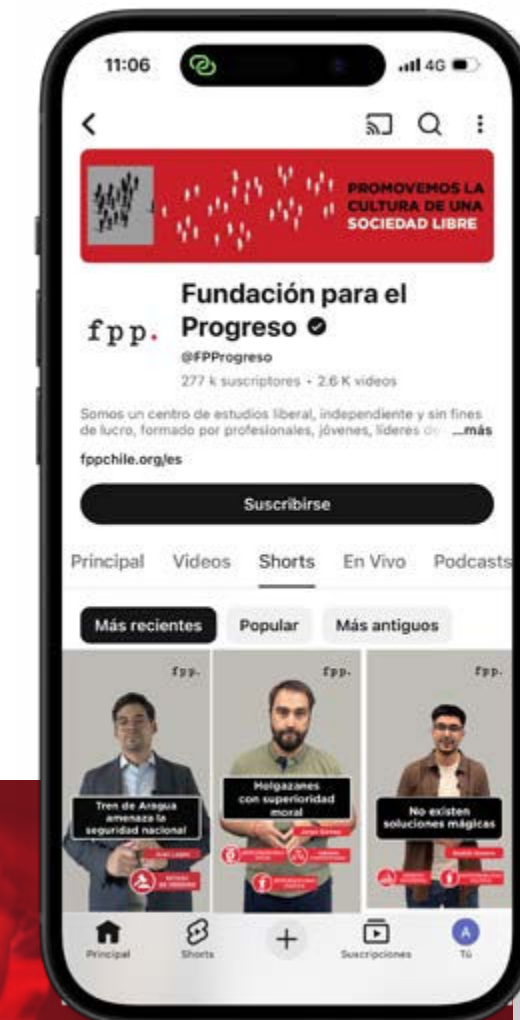 11:06
4G
PROMOVEMOS LA
CULTURA DE UNA
SOCIEDAD LIBRE
fpp.
Fundación para el
Progreso
@FPProgreso
277 k suscriptores • 2.6 K videos
Somos un centro de estudios liberal, independiente y sin fines
de lucro, formado por profesionales, jóvenes, líderes de ...más
fppchile.org/es
Suscribirse
Principal Videos Shorts En Vivo Podcasts
Más recientes Popular Más antiguos
fpp. fpp. fpp.
Tren de Aragua
amenaza la
seguridad nacional
Holgazanes
con superioridad
moral
No existen
soluciones mágicas
Principal Shorts Suscripciones A Tú